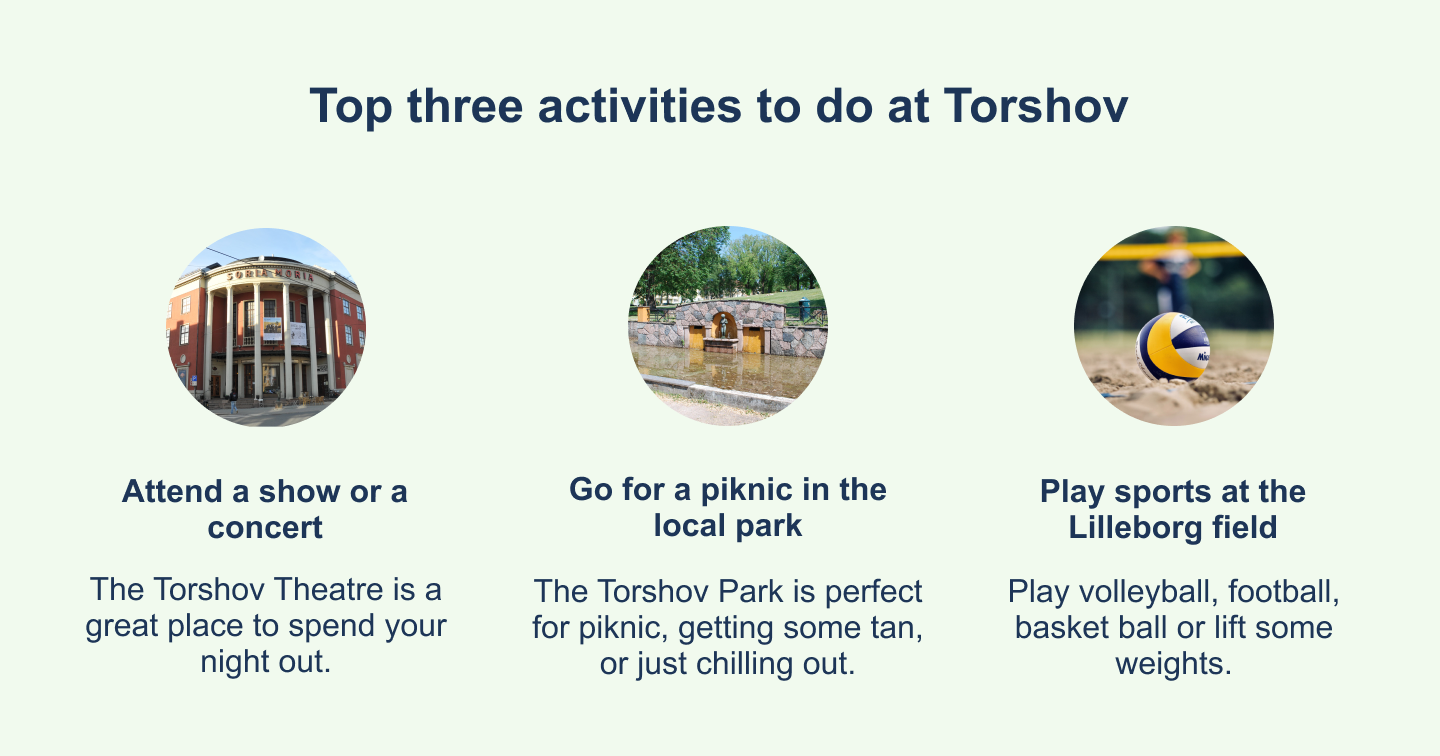 Top three activities to do at Torshov
SORIA MORIA
Attend a show or a
concert
The Torshov Theatre is a
great place to spend your
night out.
Go for a piknic in the
local park
The Torshov Park is perfect
for piknic, getting some tan,
or just chilling out.
Play sports at the
Lilleborg field
Play volleyball, football,
basket ball or lift some
weights.